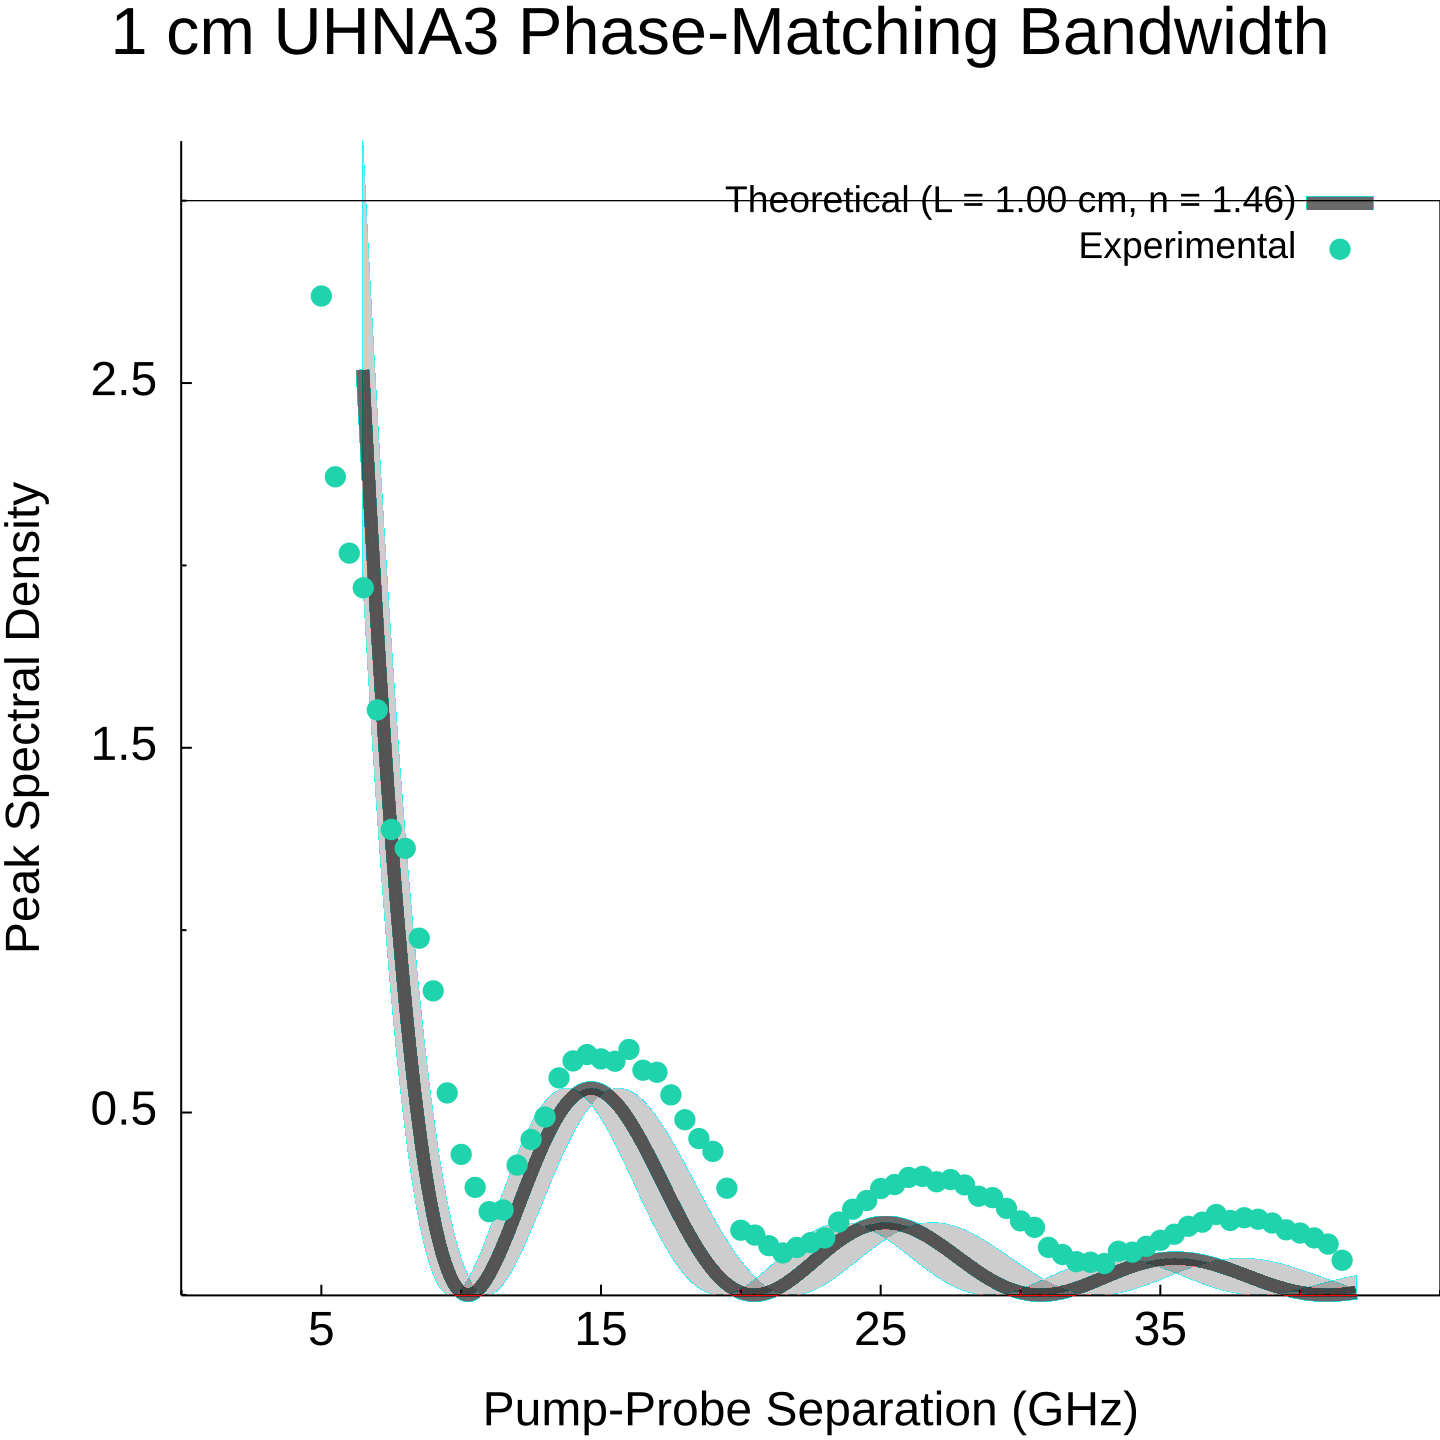 1 cm UHNA3 Phase-Matching Bandwidth
Theoretical (L = 1.00 cm, n = 1.46)
Experimental
2.5
1.5
0.5
Peak Spectral Density
5 15 25 35
Pump-Probe Separation (GHz)